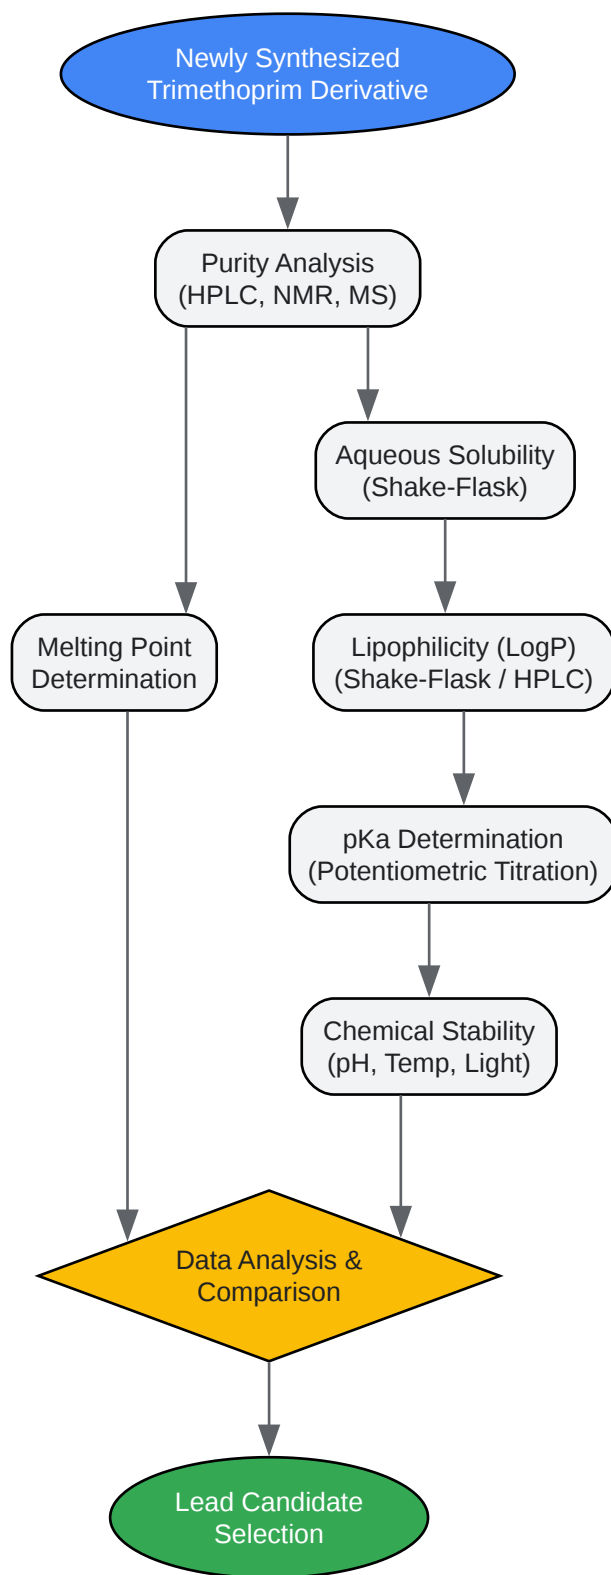 Newly Synthesized
Trimethoprim Derivative
Purity Analysis
(HPLC, NMR, MS)
Aqueous Solubility
(Shake-Flask)
Melting Point
Determination
Lipophilicity (LogP)
(Shake-Flask / HPLC)
pKa Determination
(Potentiometric Titration)
Chemical Stability
(pH, Temp, Light)
Data Analysis &
Comparison
Lead Candidate
Selection